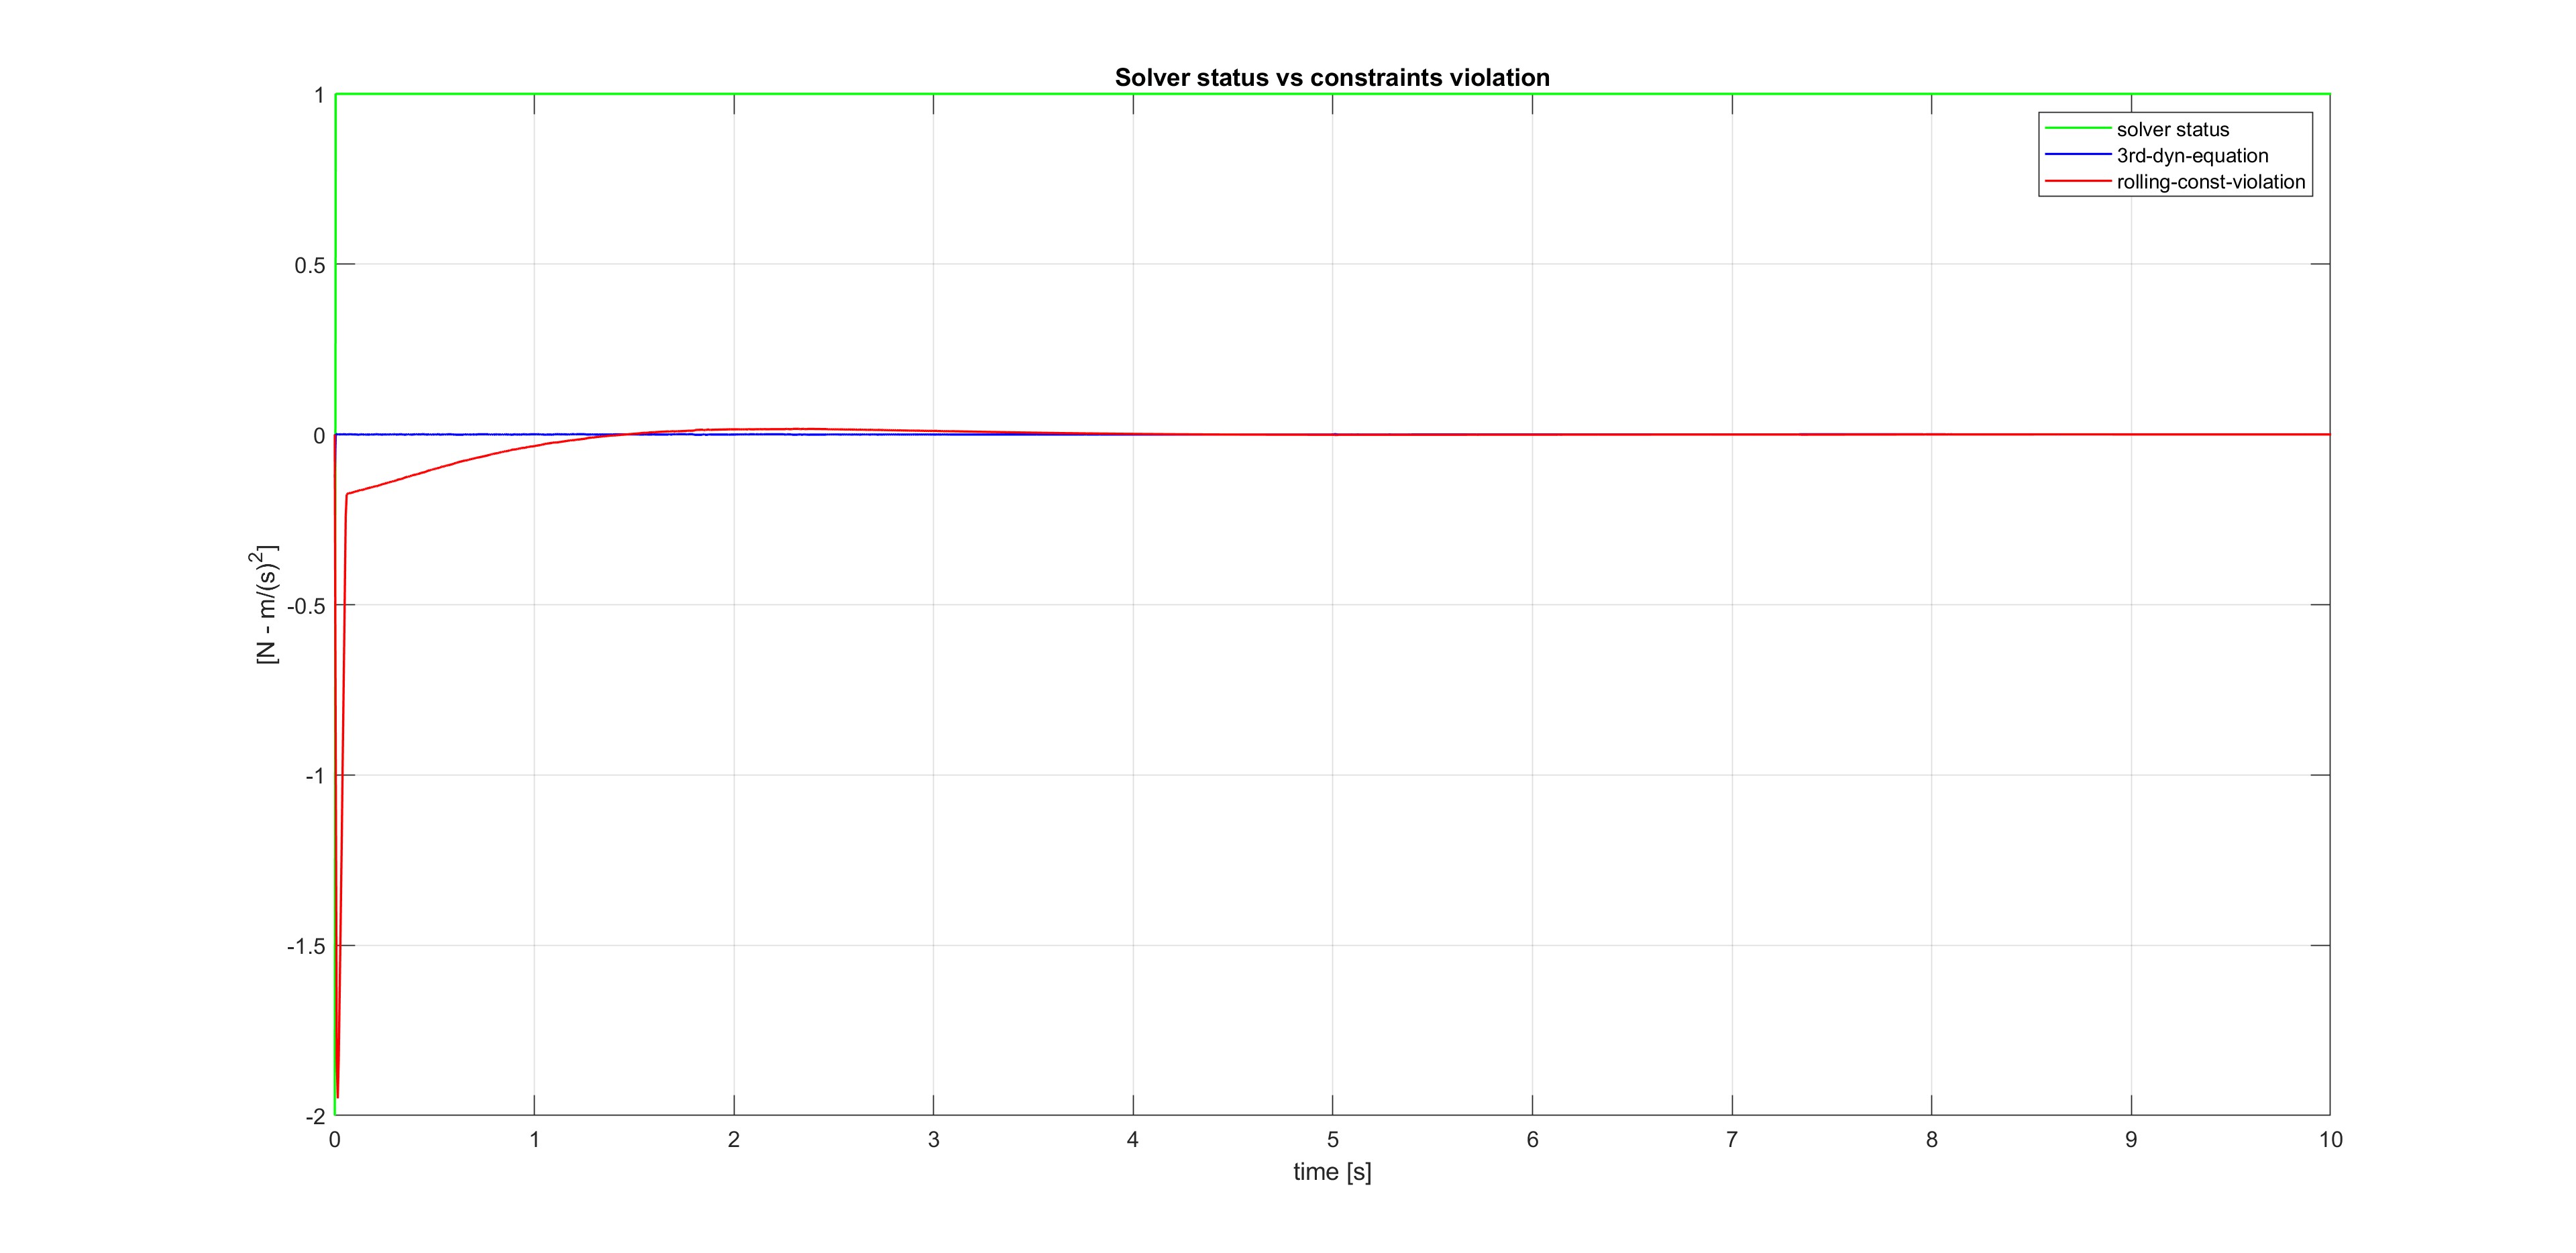 Solver status vs constraints violation
1
0.5
0
-0.5
-1
-1.5
-2
[N - m/(s)²]
solver status
3rd-dyn-equation
rolling-const-violation
0 1 2 3 4 5 6 7 8 9 10
time [s]